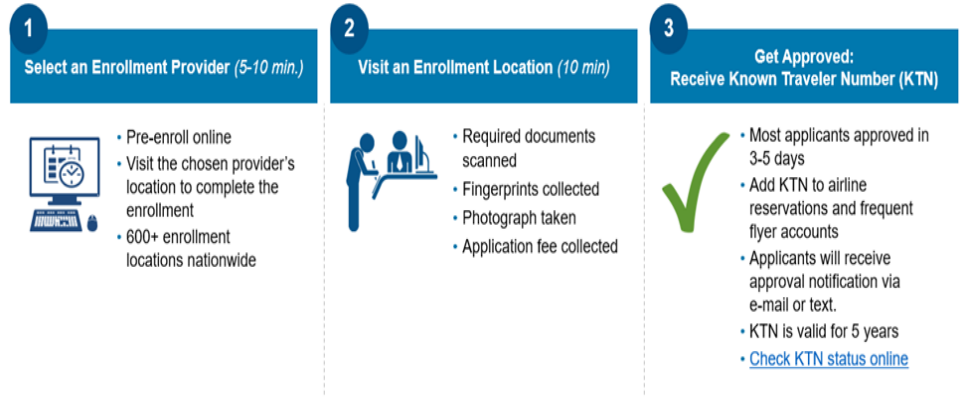 1
Select an Enrollment Provider (5-10 min.)
• Pre-enroll online
• Visit the chosen provider's
location to complete the
enrollment
• 600+ enrollment
locations nationwide
2
Visit an Enrollment Location (10 min)
• Required documents
scanned
• Fingerprints collected
• Photograph taken
• Application fee collected
3
Get Approved:
Receive Known Traveler Number (KTN)
• Most applicants approved in
3-5 days
• Add KTN to airline
reservations and frequent
flyer accounts
• Applicants will receive
approval notification via
e-mail or text.
• KTN is valid for 5 years
• Check KTN status online